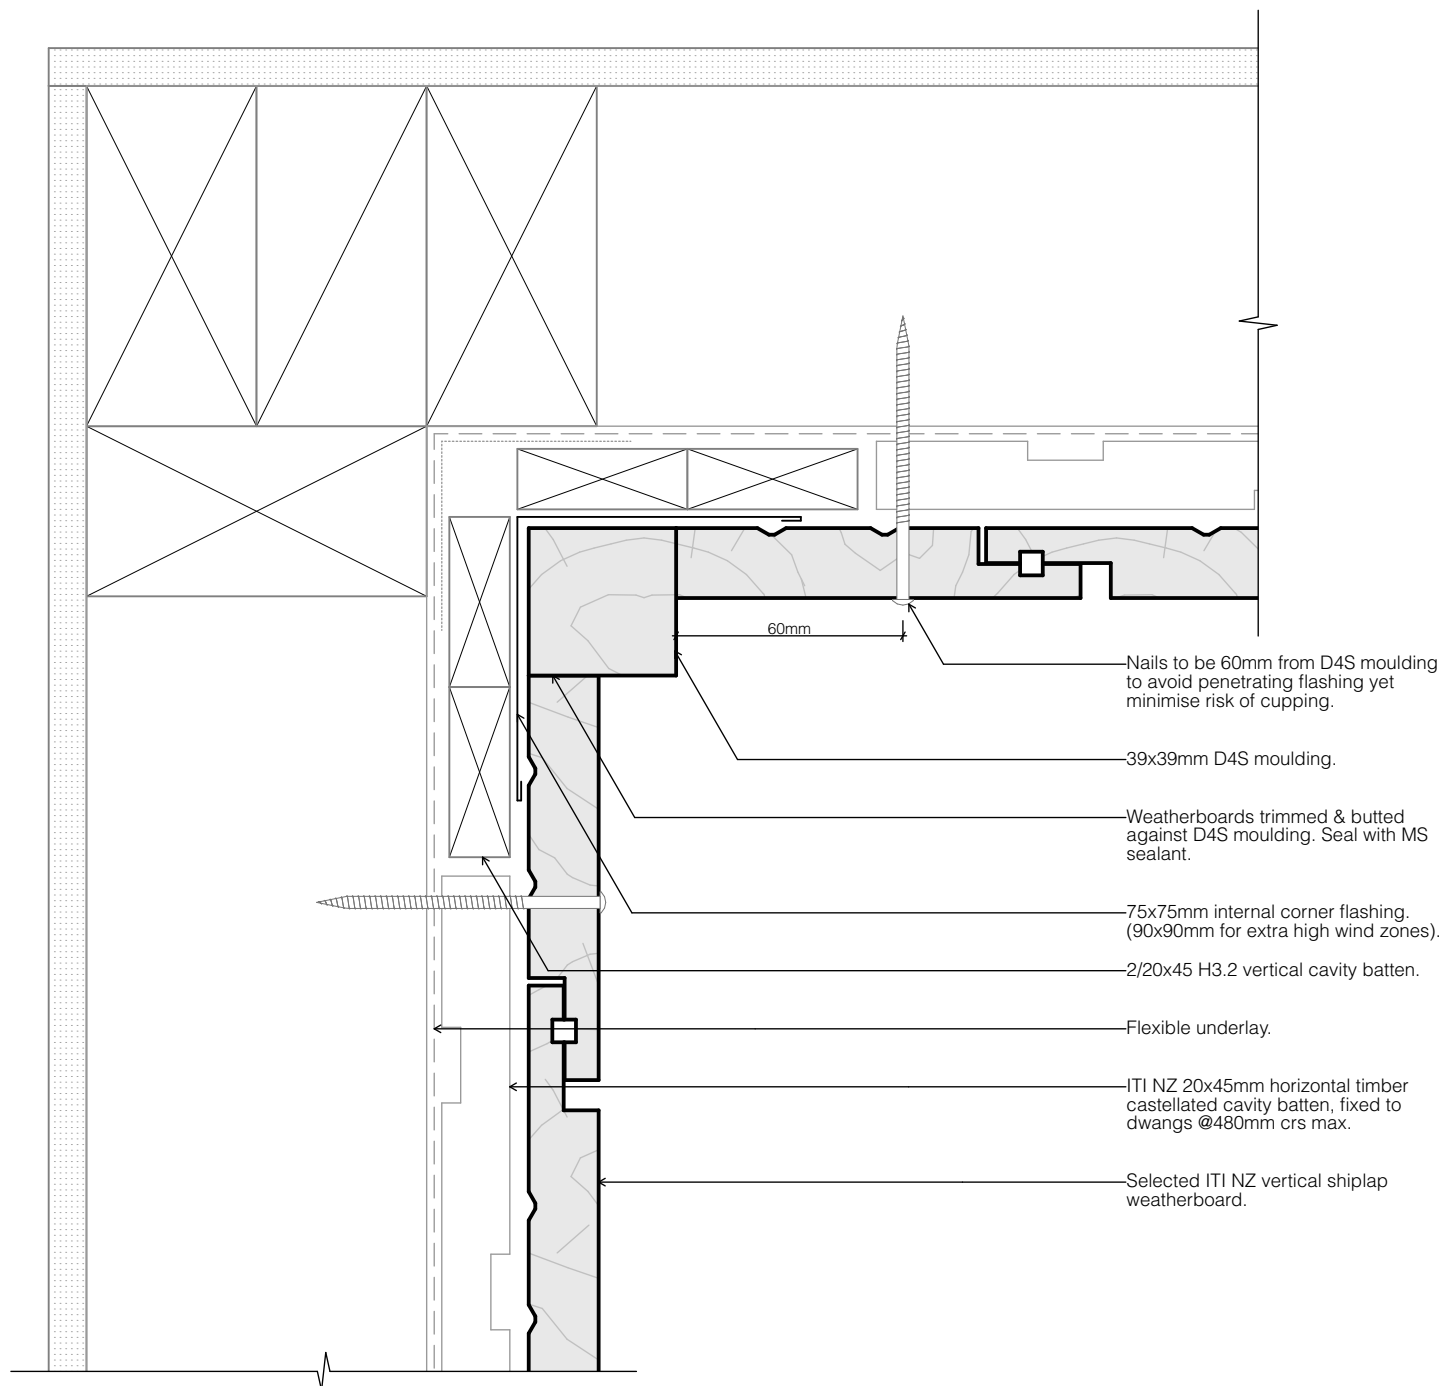 60mm
Nails to be 60mm from D4S moulding
to avoid penetrating flashing yet
minimise risk of cupping.
39x39mm D4S moulding.
Weatherboards trimmed & butted
against D4S moulding. Seal with MS
sealant.
75x75mm internal corner flashing.
(90x90mm for extra high wind zones).
2/20x45 H3.2 vertical cavity batten.
Flexible underlay.
ITI NZ 20x45mm horizontal timber
castellated cavity batten, fixed to
dwangs @480mm crs max.
Selected ITI NZ vertical shiplap
weatherboard.